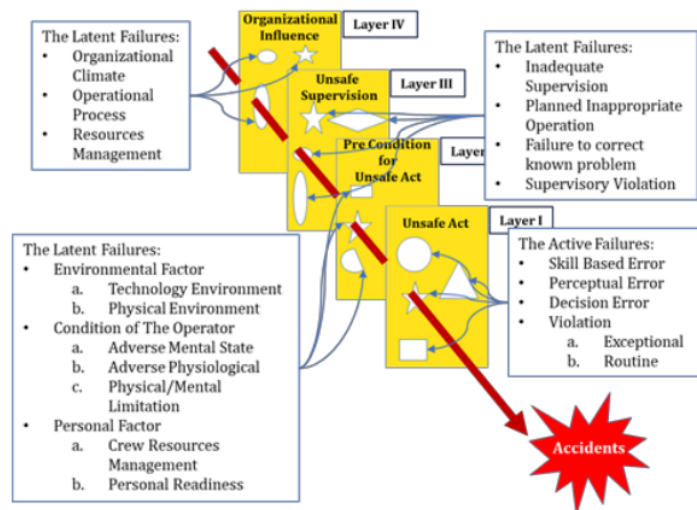 Organizational
Influence
Layer IV
The Latent Failures:
• Organizational
Climate
• Operational
Process
• Resources
Management
Unsafe
Supervision
Layer III
The Latent Failures:
• Inadequate
Supervision
• Planned Inappropriate
Operation
• Failure to correct
known problem
• Supervisory Violation
Pre Condition
for
Unsafe Act
Layer
Unsafe Act
Layer I
The Latent Failures:
• Environmental Factor
a. Technology Environment
b. Physical Environment
• Condition of The Operator
a. Adverse Mental State
b. Adverse Physiological
c. Physical/Mental
Limitation
• Personal Factor
a. Crew Resources
Management
b. Personal Readiness
The Active Failures:
• Skill Based Error
• Perceptual Error
• Decision Error
• Violation
a. Exceptional
b. Routine
Accidents